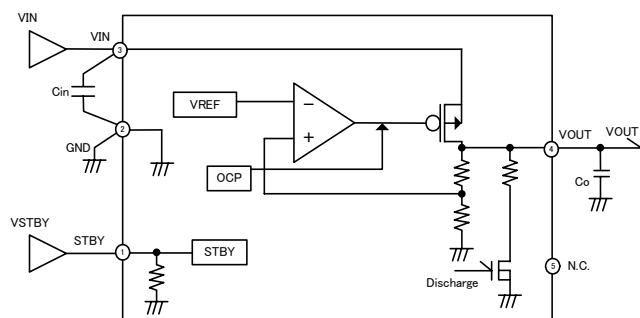 VIN
VIN
3
Cin
VREF
−
+
2
GND
OCP
VOUT
VOUT
4
Co
VSTBY
STBY
1
STBY
5
N.C.
Discharge